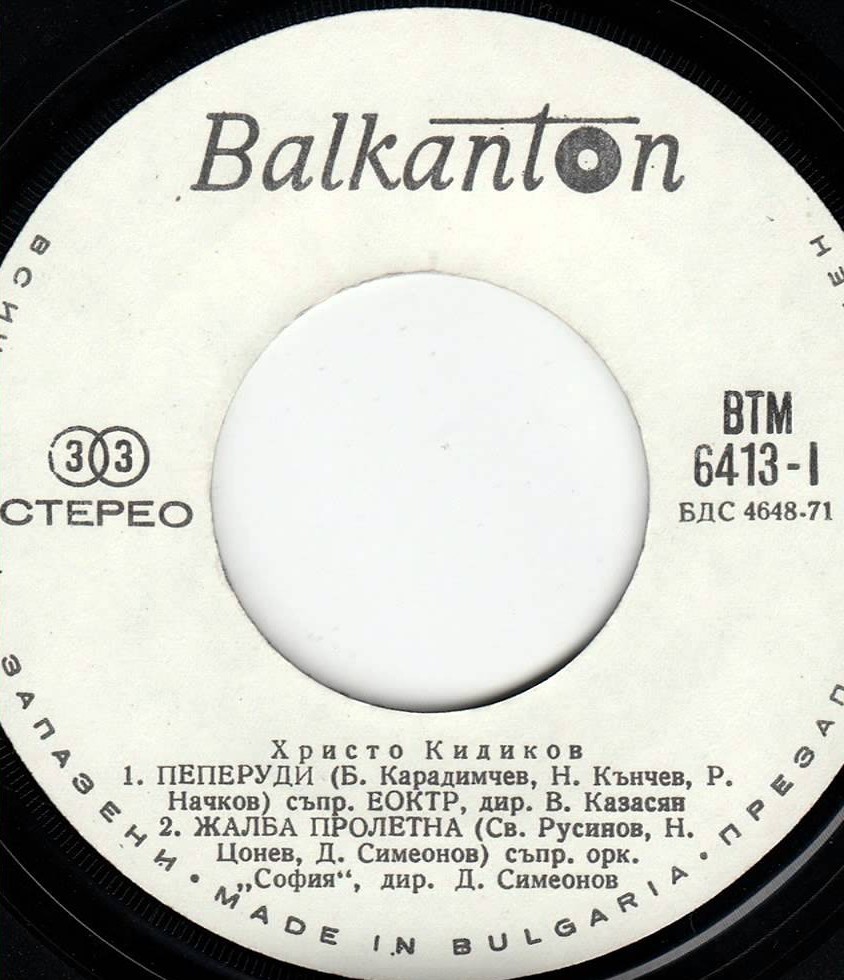 Balkanton
33
СТЕРЕО
ВТМ
6413-I
БДС 4648-71
Христо Кидиков
1. ПЕПЕРУДИ (Б. Карадимчев, Н. Кънчев, Р.
Начков) съпр. ЕОКТР, дир. В. Казасян
2. ЖАЛБА ПРОЛЕТНА (Св. Русинов, Н.
Цонев, Д. Симеонов) съпр. орк.
„София“, дир. Д. Симеонов
ЗАПАЗЕНИ • MADE IN BULGARIA • ПРЕЗАП